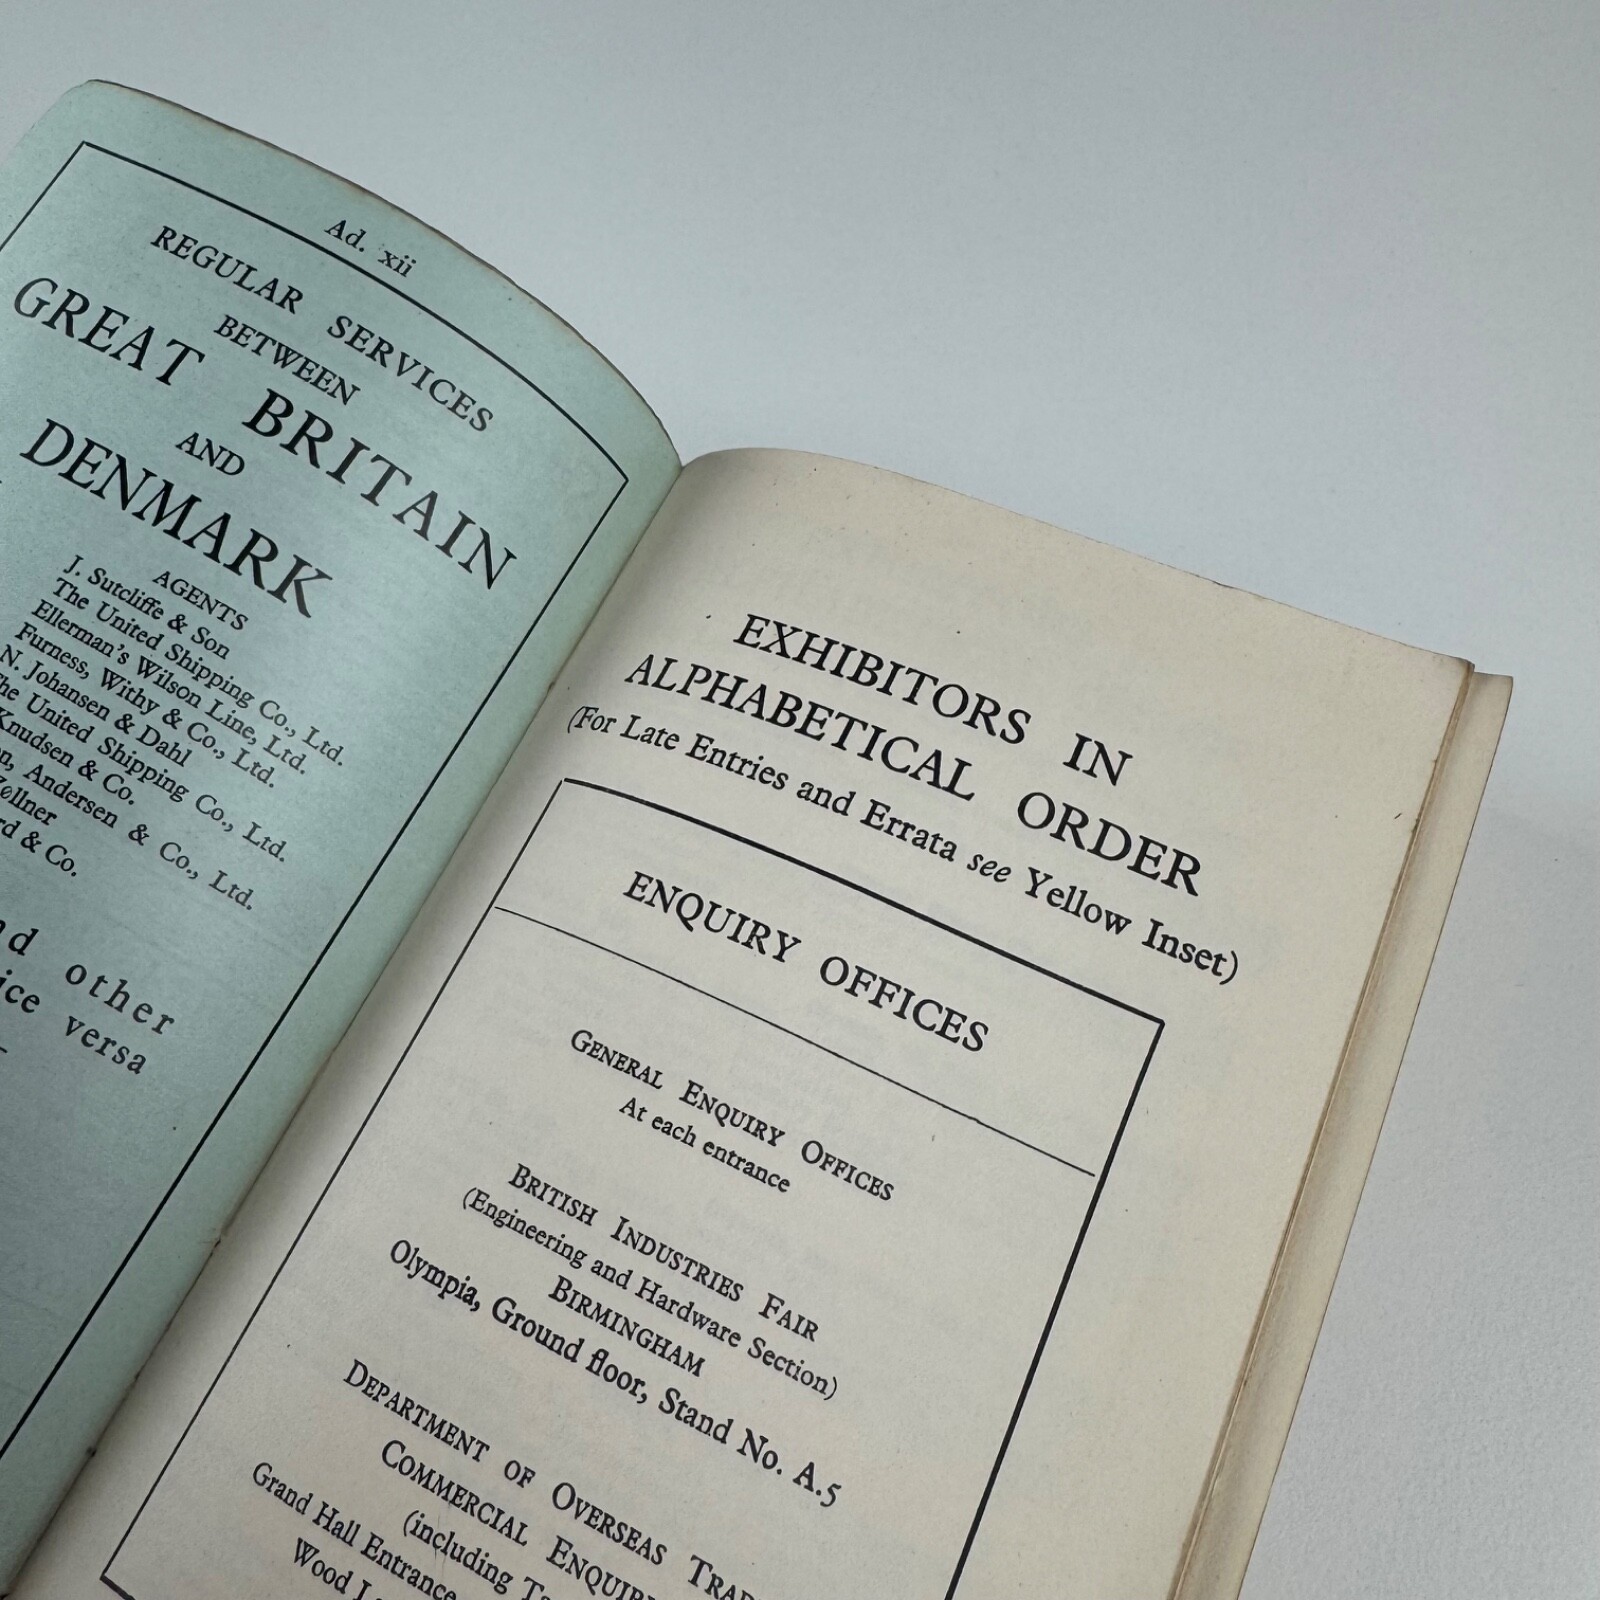 Ad. xii
REGULAR SERVICES
BETWEEN
GREAT BRITAIN
AND
DENMARK
AGENTS
J. Sutcliffe & Son
The United Shipping Co., Ltd.
Ellerman's Wilson Line, Ltd.
Furness, Withy & Co., Ltd.
N. Johansen & Dahl
United Shipping Co., Ltd.
Knudsen & Co.
Andersen & Co., Ltd.
& Co.
other
versa
EXHIBITORS IN
ALPHABETICAL ORDER
(For Late Entries and Errata see Yellow Inset)
ENQUIRY OFFICES
GENERAL ENQUIRY OFFICES
At each entrance
BRITISH INDUSTRIES FAIR
(Engineering and Hardware Section)
BIRMINGHAM
Olympia, Ground floor, Stand No. A.5
DEPARTMENT OF OVERSEAS
COMMERCIAL
(including
Grand Hall Entrance
Wood